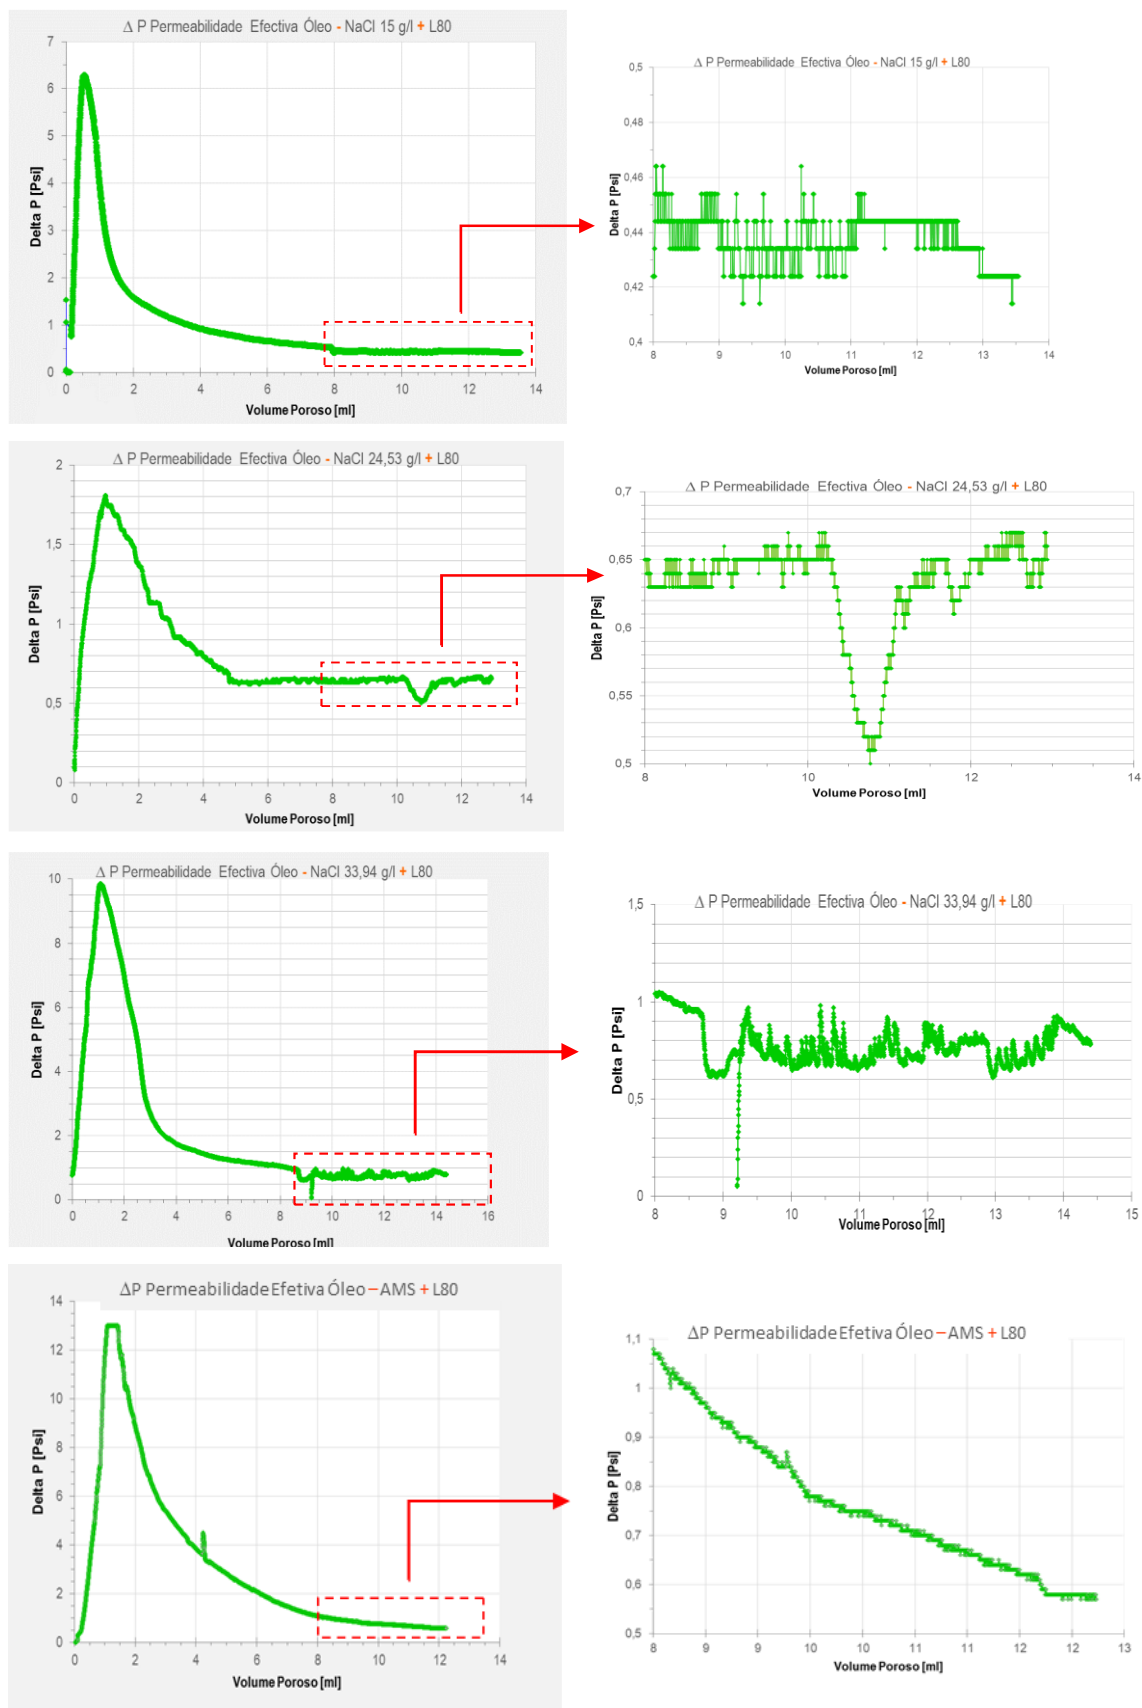 Δ P Permeabilidade Efectiva Óleo - NaCl 15 g/l + L80
7
6
5
4
3
2
1
0
Delta P [Psi]
0 2 4 6 8 10 12 14
Volume Poroso [ml]
Δ P Permeabilidade Efectiva Óleo - NaCl 15 g/l + L80
0,5
0,48
0,46
0,44
0,42
0,4
Delta P [Psi]
8 9 10 11 12 13 14
Volume Poroso [ml]
Δ P Permeabilidade Efectiva Óleo - NaCl 24,53 g/l + L80
2
1,5
1
0,5
0
Delta P [Psi]
0 2 4 6 8 10 12 14
Volume Poroso [ml]
Δ P Permeabilidade Efectiva Óleo - NaCl 24,53 g/l + L80
0,7
0,65
0,6
0,55
0,5
Delta P [Psi]
8 10 12 14
Volume Poroso [ml]
Δ P Permeabilidade Efectiva Óleo - NaCl 33,94 g/l + L80
10
8
6
4
2
0
Delta P [Psi]
0 2 4 6 8 10 12 14 16
Volume Poroso [ml]
Δ P Permeabilidade Efectiva Óleo - NaCl 33,94 g/l + L80
1,5
1
0,5
0
Delta P [Psi]
8 9 10 11 12 13 14 15
Volume Poroso [ml]
ΔP Permeabilidade Efetiva Óleo – AMS + L80
14
12
10
8
6
4
2
0
Delta P [Psi]
0 2 4 6 8 10 12 14
Volume Poroso [ml]
ΔP Permeabilidade Efetiva Óleo – AMS + L80
1,1
1
0,9
0,8
0,7
0,6
0,5
Delta P [Psi]
8 9 9 10 10 11 11 12 12 13
Volume Poroso [ml]